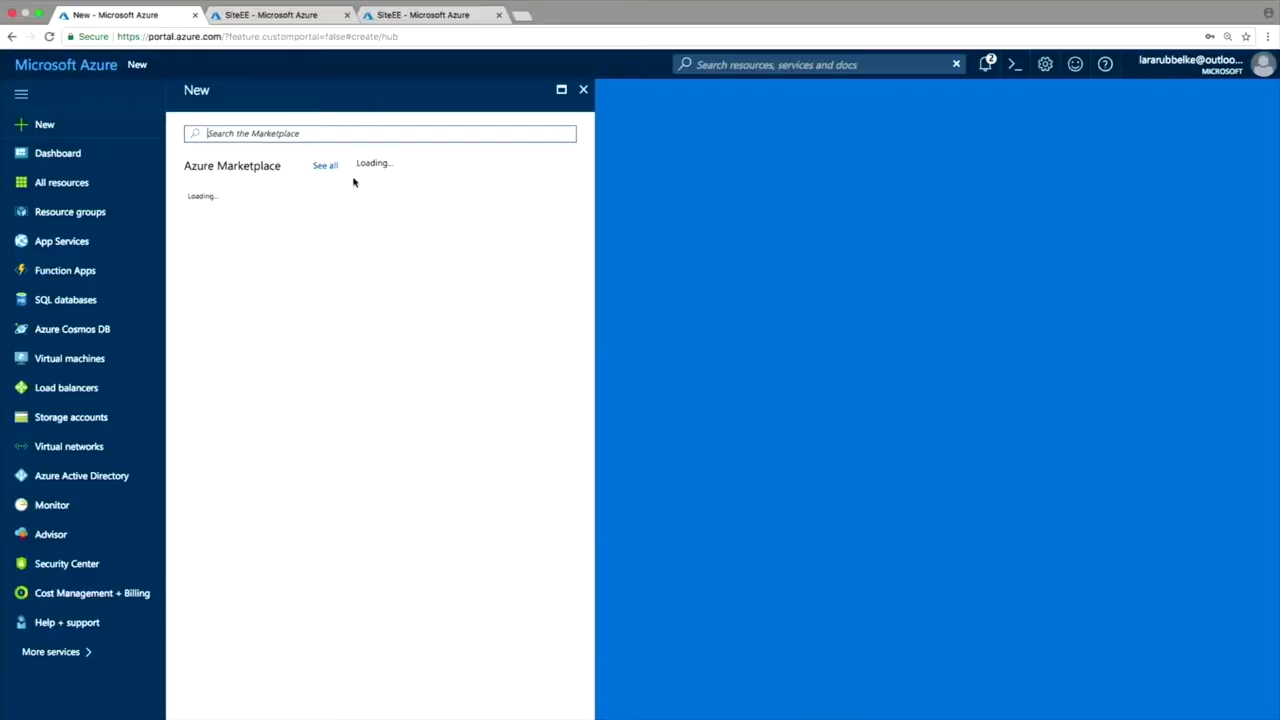 New - Microsoft Azure
SiteEE - Microsoft Azure
SiteEE - Microsoft Azure
Secure
https://portal.azure.com/?feature.customportal=false#create/hub
Microsoft Azure
New
Search resources, services and docs
2
lararubbelke@outloo...
MICROSOFT
New
Search the Marketplace
Azure Marketplace
See all
Loading...
Loading...
New
Dashboard
All resources
Resource groups
App Services
Function Apps
SQL databases
Azure Cosmos DB
Virtual machines
Load balancers
Storage accounts
Virtual networks
Azure Active Directory
Monitor
Advisor
Security Center
Cost Management + Billing
Help + support
More services